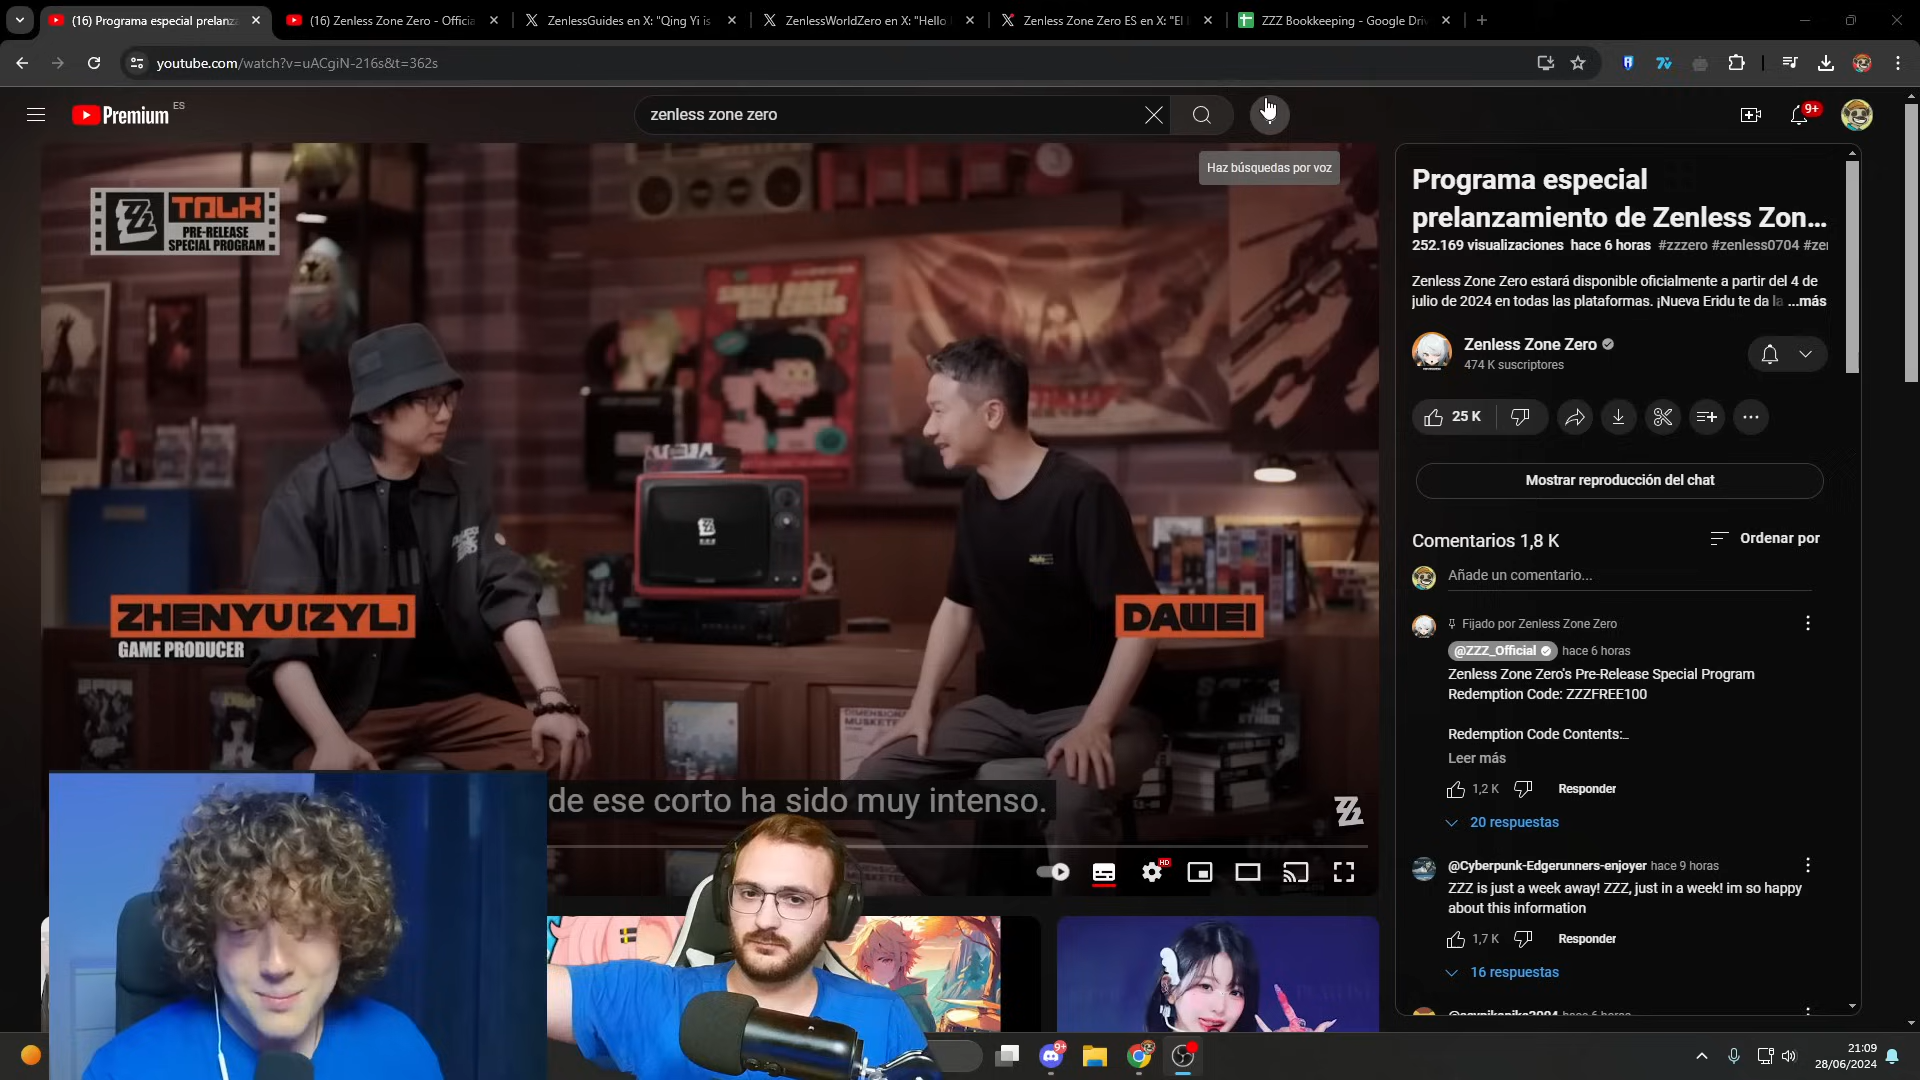 (16) Programa especial prelanza
(16) Zenless Zone Zero - Officia
ZenlessGuides en X: "Qing Yi is
ZenlessWorldZero en X: "Hello
Zenless Zone Zero ES en X: "El
ZZZ Bookkeeping - Google Driv
youtube.com/watch?v=uACgiN-216s&t=362s
Premium
ES
zenless zone zero
9+
Haz búsquedas por voz
TALK
PRE-RELEASE
SPECIAL PROGRAM
ZHENYU(ZYL)
GAME PRODUCER
DAWEI
de ese corto ha sido muy intenso.
HD
Programa especial
prelanzamiento de Zenless Zon...
252.169 visualizaciones hace 6 horas #zzzero #zenless0704 #zer
Zenless Zone Zero estará disponible oficialmente a partir del 4 de
julio de 2024 en todas las plataformas. ¡Nueva Eridu te da la ...más
Zenless Zone Zero
474 K suscriptores
25 K
Mostrar reproducción del chat
Comentarios 1,8 K
Ordenar por
Añade un comentario...
Fijado por Zenless Zone Zero
@ZZZ_Official hace 6 horas
Zenless Zone Zero's Pre-Release Special Program
Redemption Code: ZZZFREE100
Redemption Code Contents:...
Leer más
1,2 K
Responder
20 respuestas
@Cyberpunk-Edgerunners-enjoyer hace 9 horas
ZZZ is just a week away! ZZZ, just in a week! im so happy
about this information
1,7 K
Responder
16 respuestas
9+
21:09
28/06/2024